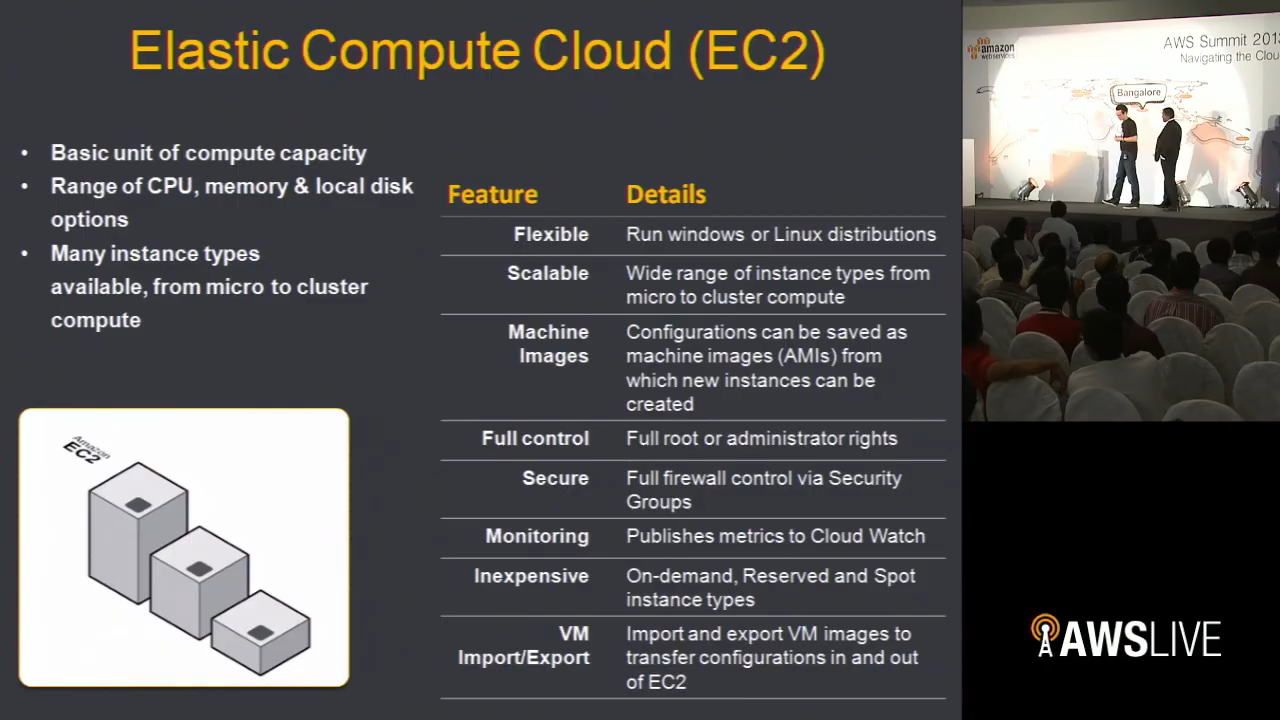 Elastic Compute Cloud (EC2)
• Basic unit of compute capacity
• Range of CPU, memory & local disk
options
• Many instance types
available, from micro to cluster
compute
Amazon
EC2
Feature Details
Flexible Run windows or Linux distributions
Scalable Wide range of instance types from
micro to cluster compute
Machine Configurations can be saved as
Images machine images (AMIs) from
which new instances can be
created
Full control Full root or administrator rights
Secure Full firewall control via Security
Groups
Monitoring Publishes metrics to Cloud Watch
Inexpensive On-demand, Reserved and Spot
instance types
VM Import and export VM images to
Import/Export transfer configurations in and out
of EC2
amazon
web services
AWS Summit 2013
Navigating the Clou
Bangalore
AWSLIVE